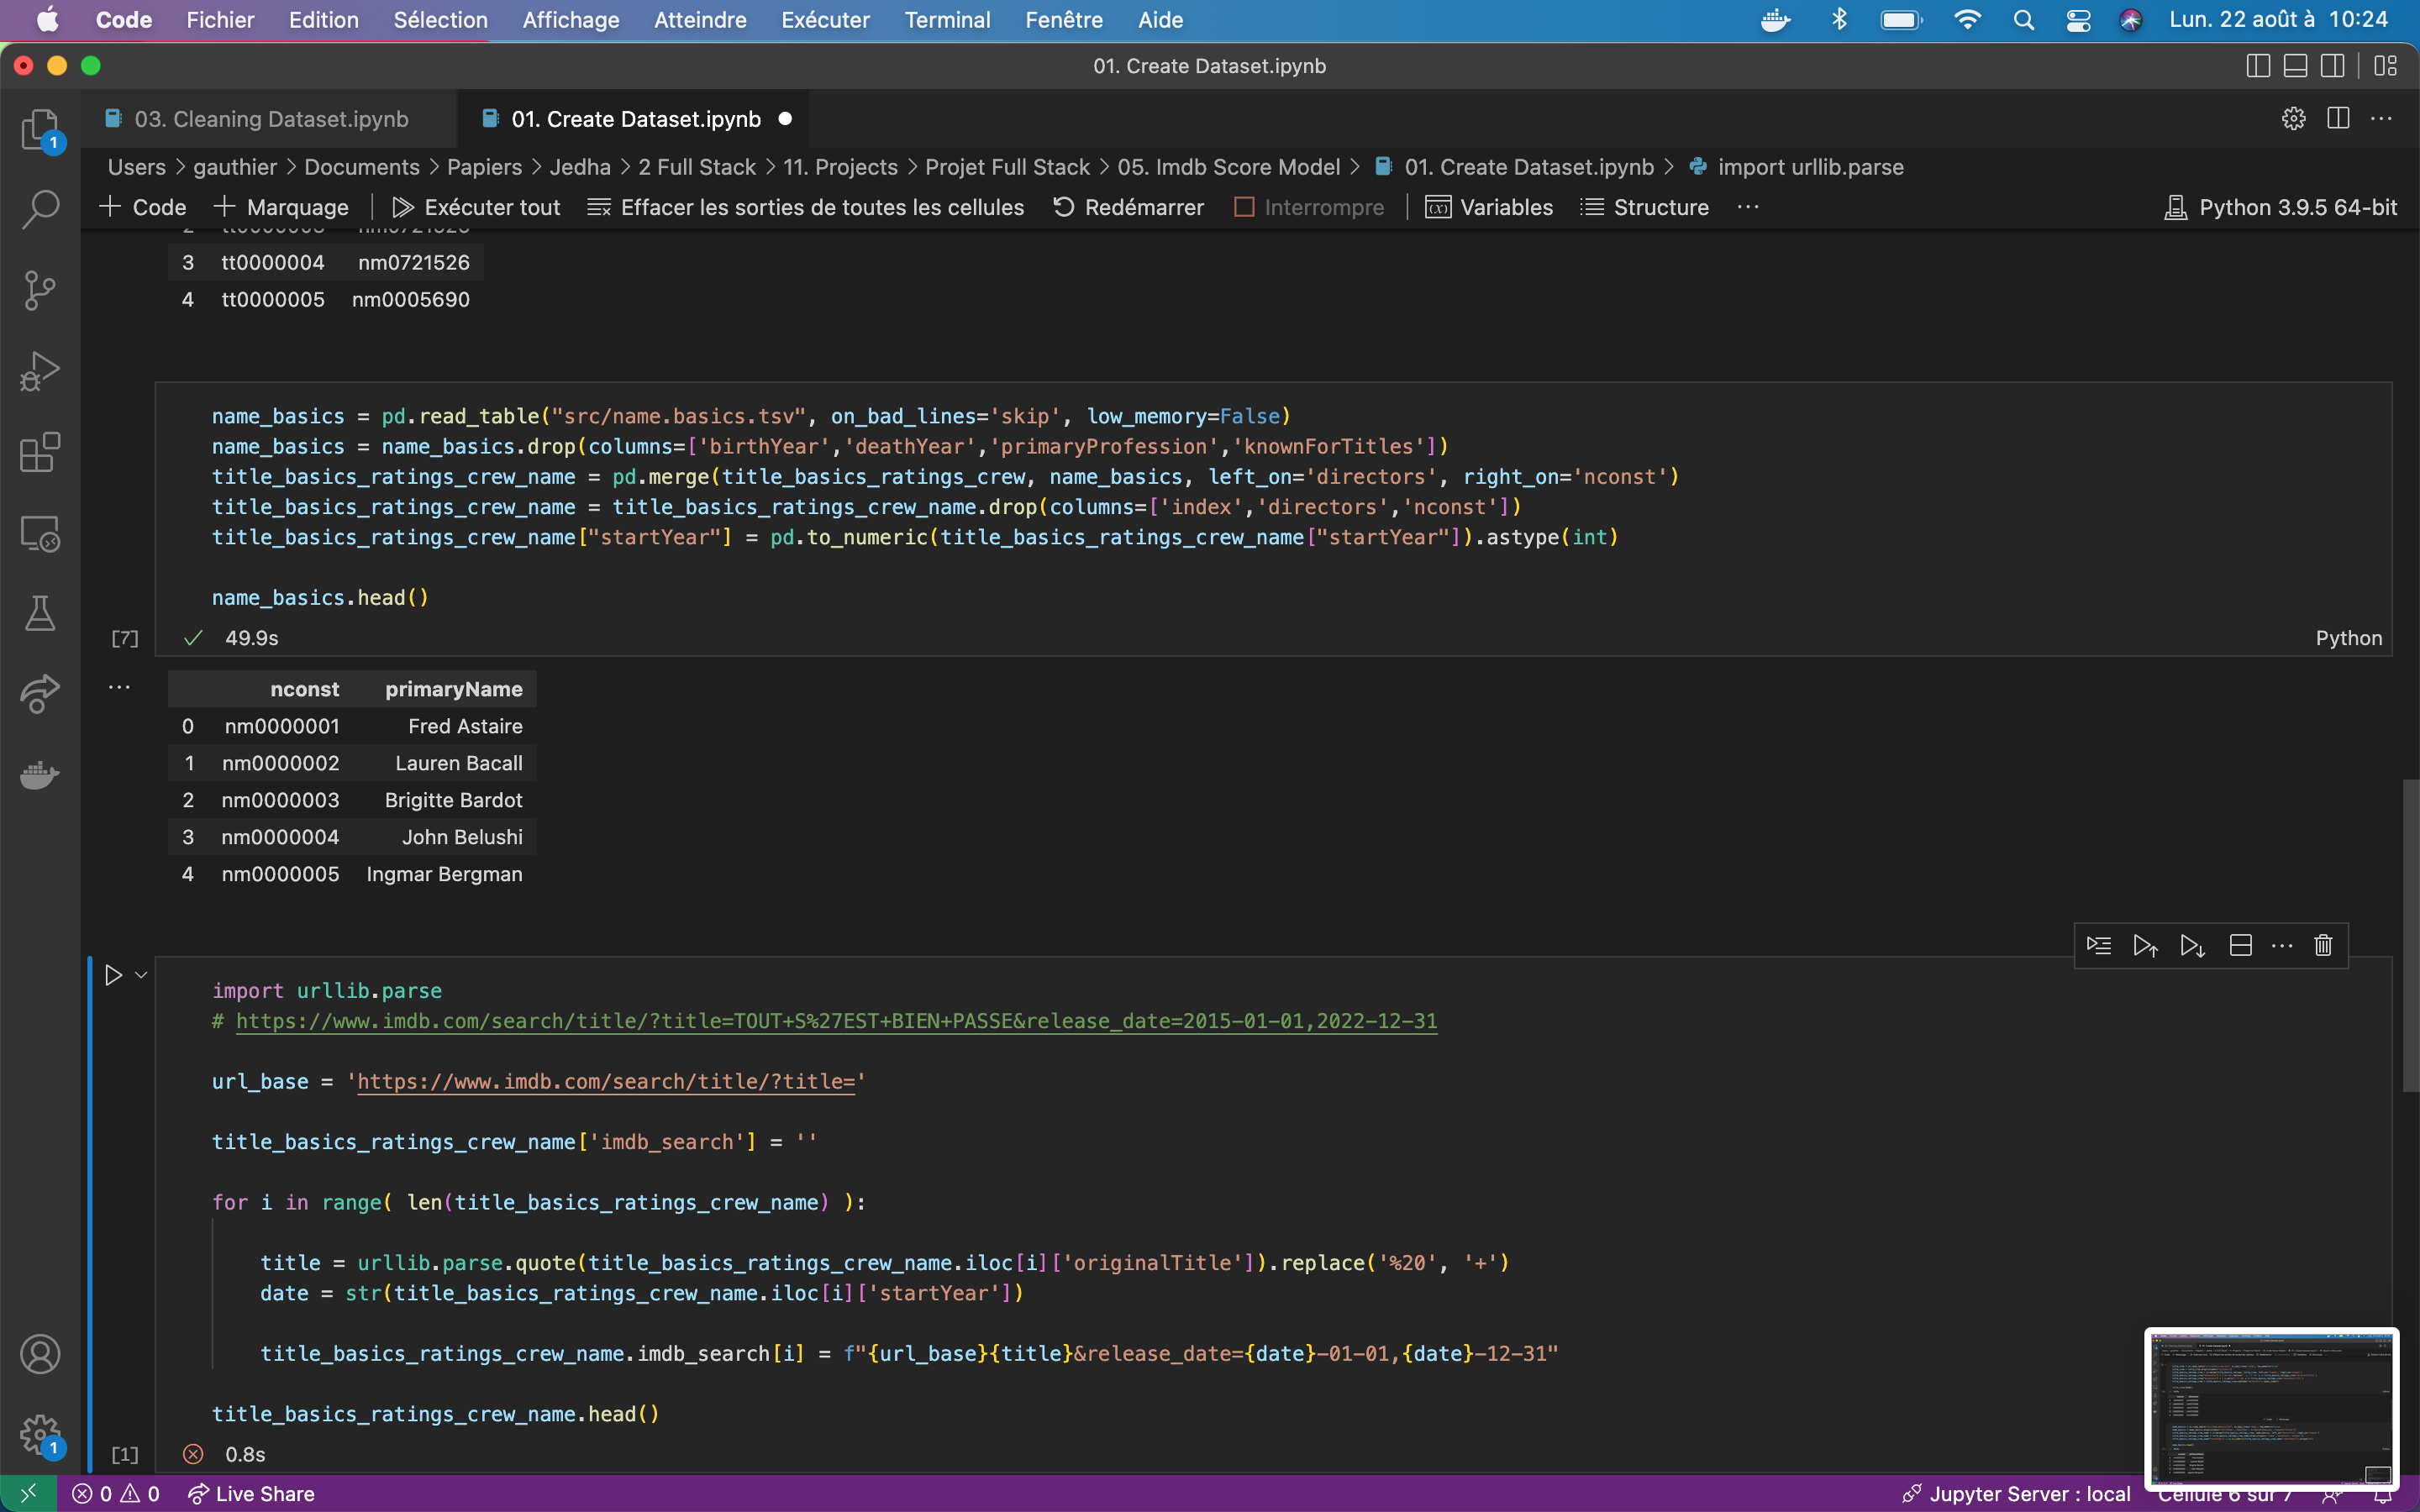 Code Fichier Edition Sélection Affichage Atteindre Exécuter Terminal Fenêtre Aide Lun. 22 août à 10:24
01. Create Dataset.ipynb
03. Cleaning Dataset.ipynb 01. Create Dataset.ipynb
1
Users > gauthier > Documents > Papiers > Jedha > 2 Full Stack > 11. Projects > Projet Full Stack > 05. Imdb Score Model > 01. Create Dataset.ipynb > import urllib.parse
+ Code + Marquage Exécuter tout Effacer les sorties de toutes les cellules Redémarrer Interrompre Variables Structure ... Python 3.9.5 64-bit
3 tt0000004 nm0721526
4 tt0000005 nm0005690
name_basics = pd.read_table("src/name.basics.tsv", on_bad_lines='skip', low_memory=False)
name_basics = name_basics.drop(columns=['birthYear','deathYear','primaryProfession','knownForTitles'])
title_basics_ratings_crew_name = pd.merge(title_basics_ratings_crew, name_basics, left_on='directors', right_on='nconst')
title_basics_ratings_crew_name = title_basics_ratings_crew_name.drop(columns=['index','directors','nconst'])
title_basics_ratings_crew_name["startYear"] = pd.to_numeric(title_basics_ratings_crew_name["startYear"]).astype(int)
name_basics.head()
[7] 49.9s Python
nconst primaryName
0 nm0000001 Fred Astaire
1 nm0000002 Lauren Bacall
2 nm0000003 Brigitte Bardot
3 nm0000004 John Belushi
4 nm0000005 Ingmar Bergman
import urllib.parse
# https://www.imdb.com/search/title/?title=TOUT+S%27EST+BIEN+PASSE&release_date=2015-01-01,2022-12-31
url_base = 'https://www.imdb.com/search/title/?title='
title_basics_ratings_crew_name['imdb_search'] = ''
for i in range( len(title_basics_ratings_crew_name) ):
title = urllib.parse.quote(title_basics_ratings_crew_name.iloc[i]['originalTitle']).replace('%20', '+')
date = str(title_basics_ratings_crew_name.iloc[i]['startYear'])
title_basics_ratings_crew_name.imdb_search[i] = f"{url_base}{title}&release_date={date}-01-01,{date}-12-31"
title_basics_ratings_crew_name.head()
1
[1] 0.8s
0 0 Live Share Jupyter Server : local Cellule 6 sur 7